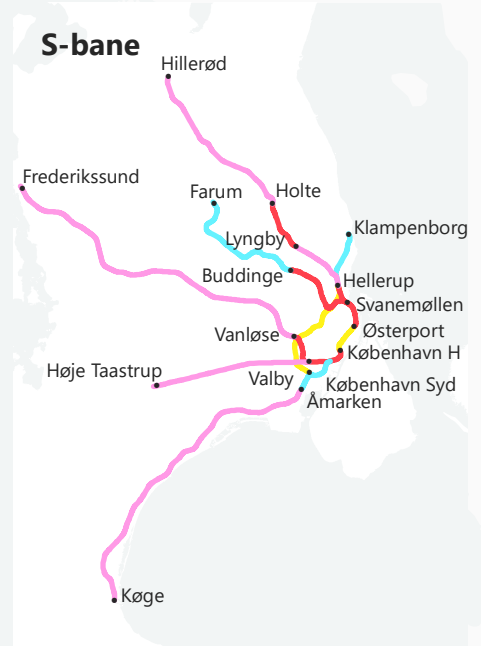 S-bane
Hillerød
Frederikssund
Farum
Holte
Lyngby
Klampenborg
Buddinge
Hellerup
Svanemøllen
Østerport
Vanløse
København H
Høje Taastrup
Valby
København Syd
Åmarken
Køge